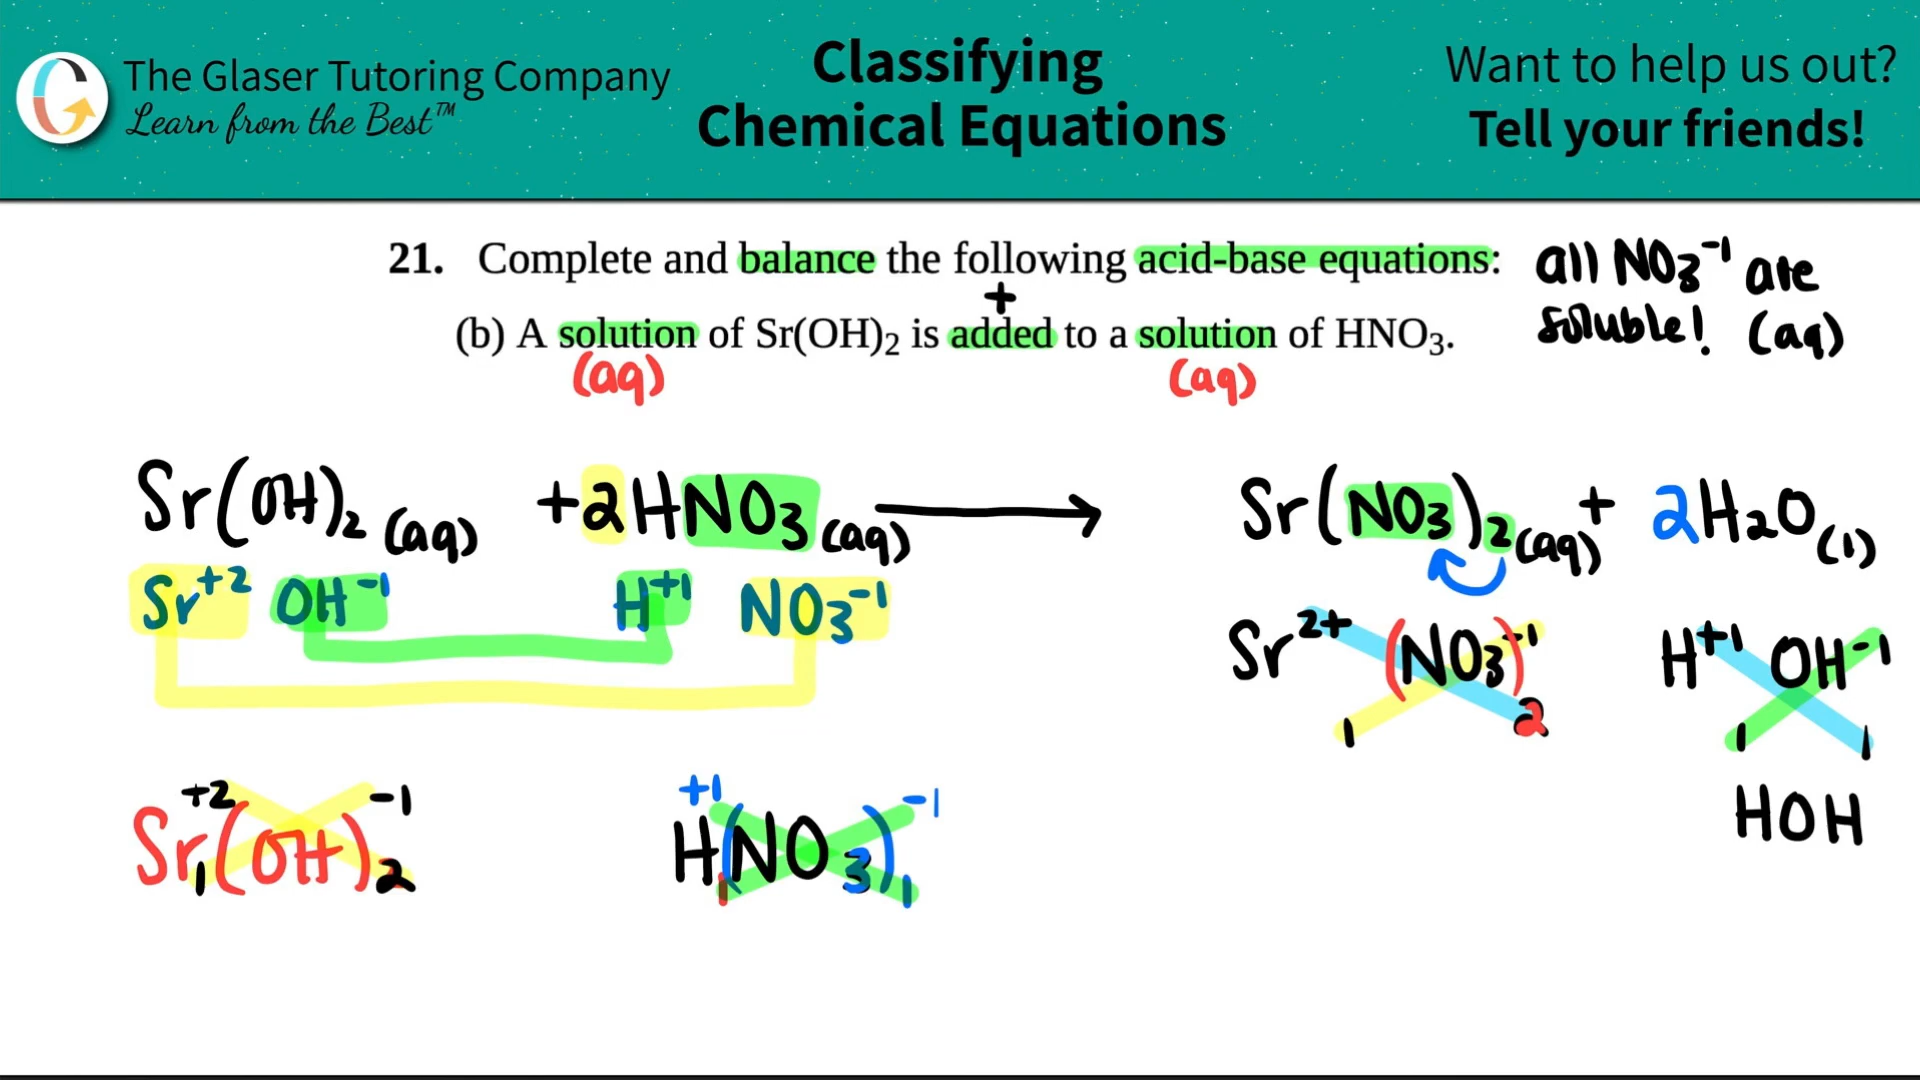 The Glaser Tutoring Company
Learn from the Best™
Classifying
Chemical Equations
Want to help us out?
Tell your friends!
21. Complete and balance the following acid-base equations:
+
(b) A solution of Sr(OH)₂ is added to a solution of HNO₃.
(aq) (aq)
all NO₃⁻¹ are
soluble! (aq)
Sr(OH)₂ (aq) + 2HNO₃ (aq) → Sr(NO₃)₂ (aq) + 2H₂O (l)
Sr⁺² OH⁻¹ H⁺¹ NO₃⁻¹
Sr²⁺ (NO₃)⁻¹ H⁺¹ OH⁻¹
1 2 1 1
HOH
+2 -1 +1 -1
Sr₁(OH)₂ H₁(NO₃)₁